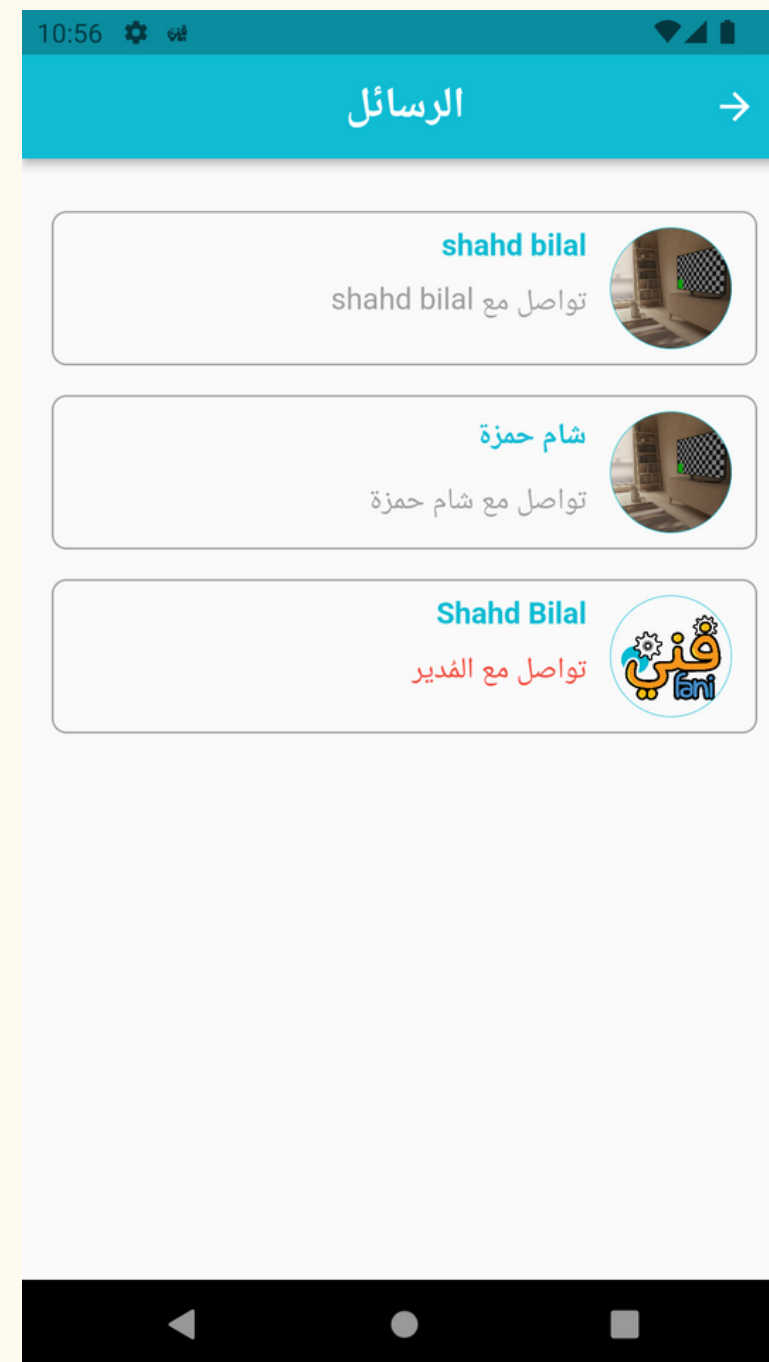 10:56
الرسائل
shahd bilal
تواصل مع shahd bilal
شام حمزة
تواصل مع شام حمزة
Shahd Bilal
تواصل مع المُدير
فني
fani